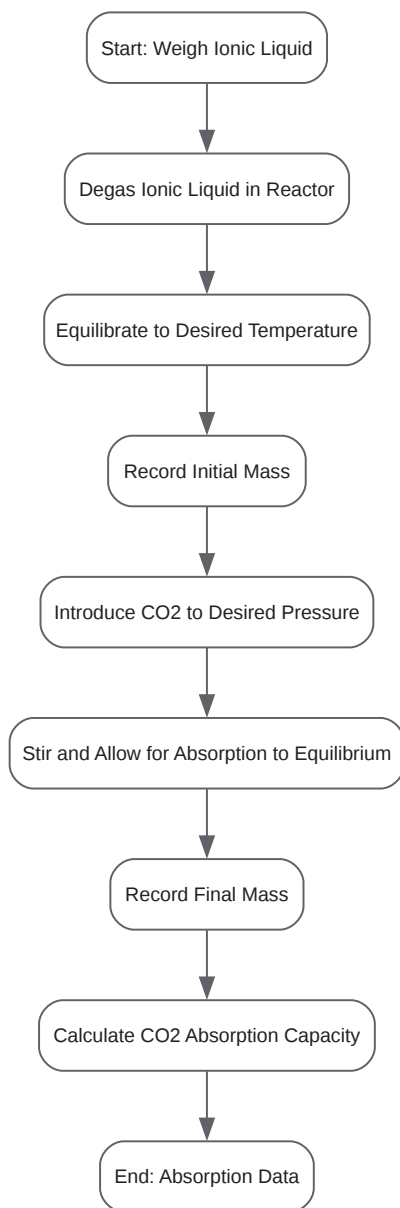 Start: Weigh Ionic Liquid
Degas Ionic Liquid in Reactor
Equilibrate to Desired Temperature
Record Initial Mass
Introduce CO2 to Desired Pressure
Stir and Allow for Absorption to Equilibrium
Record Final Mass
Calculate CO2 Absorption Capacity
End: Absorption Data